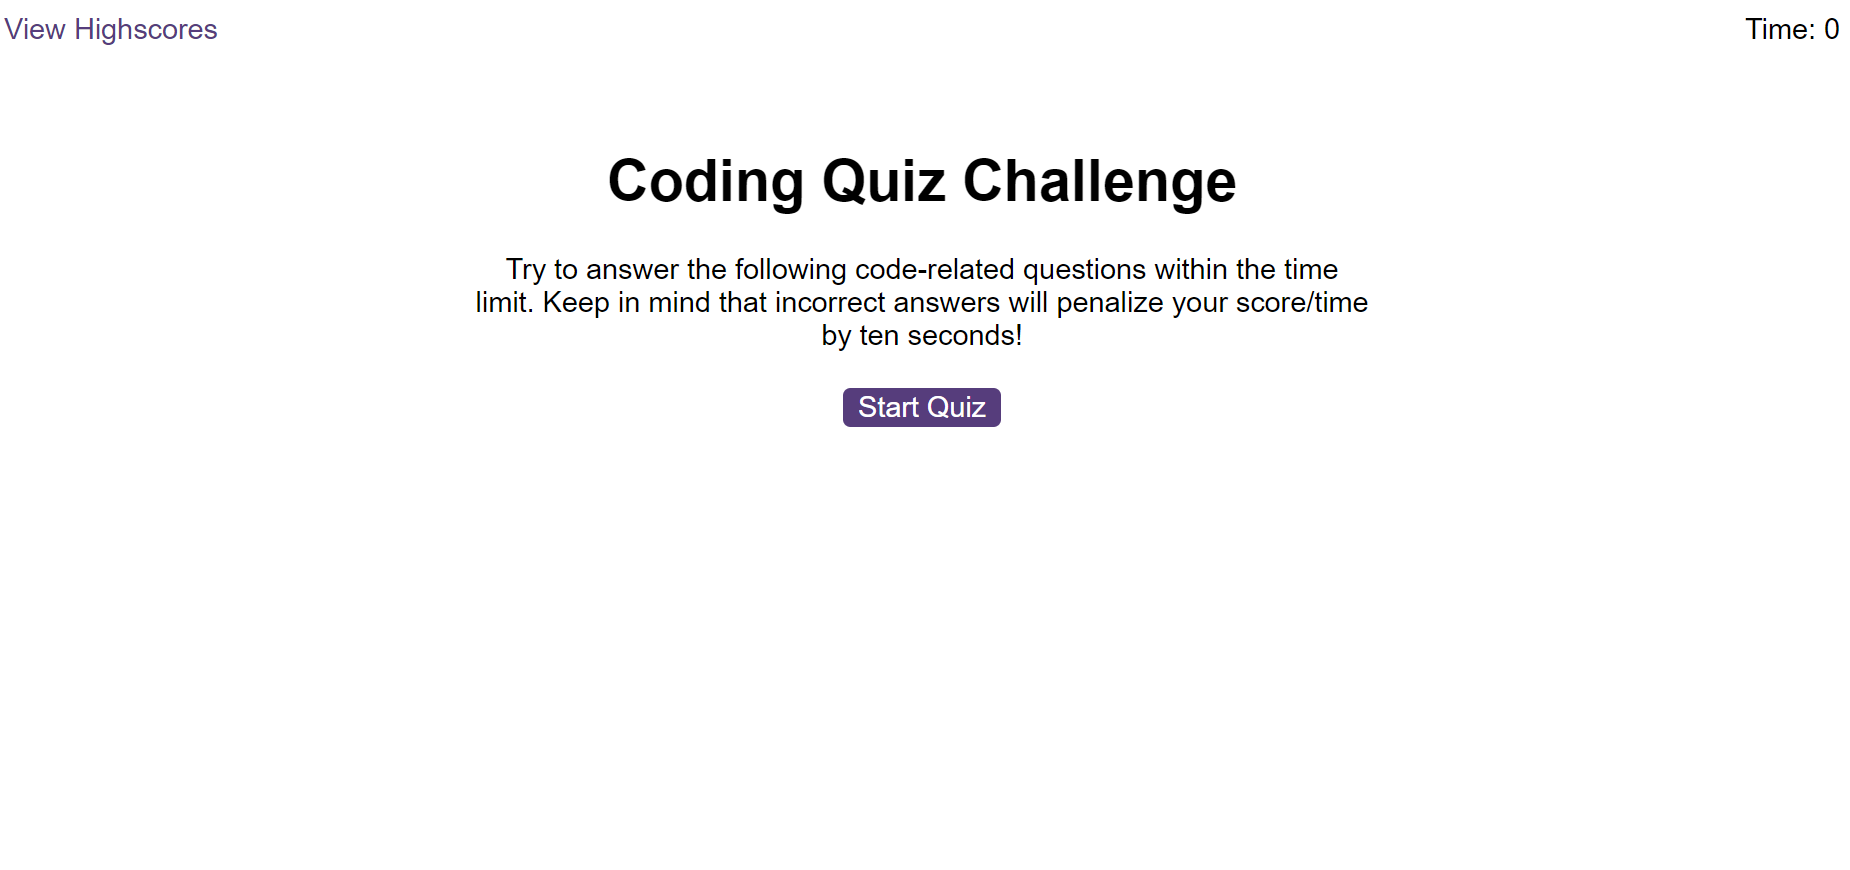 View Highscores
Time: 0
Coding Quiz Challenge
Try to answer the following code-related questions within the time
limit. Keep in mind that incorrect answers will penalize your score/time
by ten seconds!
Start Quiz